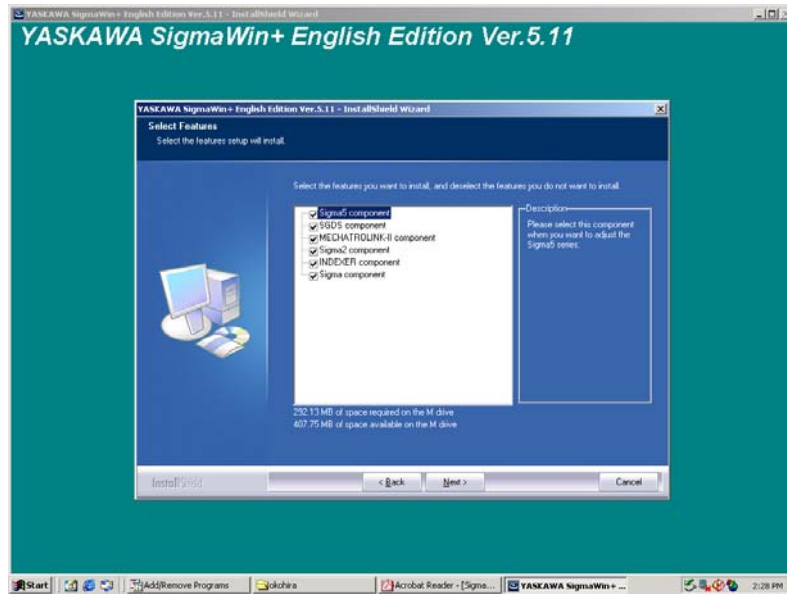 YASKAWA SigmaWin+ English Edition Ver.5.11 - InstallShield Wizard
YASKAWA SigmaWin+ English Edition Ver.5.11
YASKAWA SigmaWin+ English Edition Ver.5.11 - InstallShield Wizard
Select Features
Select the features setup will install.
Select the features you want to install, and deselect the features you do not want to install.
Sigma5 component
SGDS component
MECHATROLINK-II component
Sigma2 component
INDEXER component
Sigma component
Description
Please select this component
when you want to adjust the
Sigma5 series.
292.13 MB of space required on the M drive
407.75 MB of space available on the M drive
InstallShield
< Back Next > Cancel
Start Add/Remove Programs okohira Acrobat Reader - [Sigma... YASKAWA SigmaWin+ ... 2:28 PM